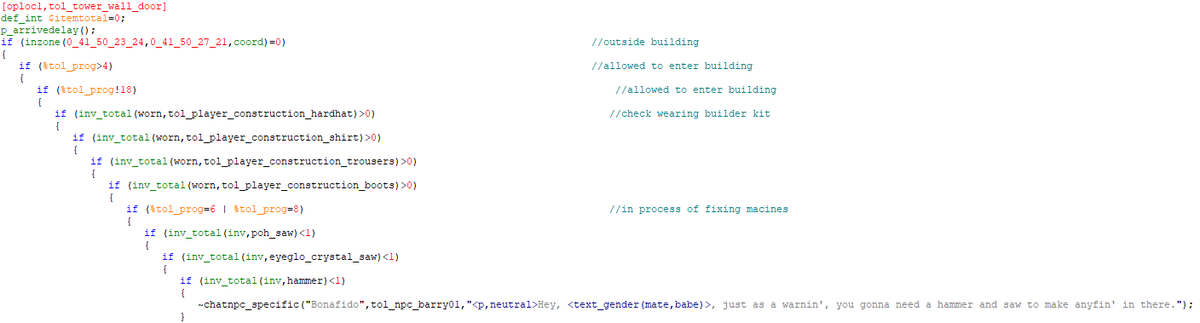 [oploc1,tol_tower_wall_door]
def_int $itemtotal=0;
p_arrivedelay();
if (inzone(0_41_50_23_24,0_41_50_27_21,coord)=0) //outside building
{
if (%tol_prog>4) //allowed to enter building
{
if (%tol_prog!18) //allowed to enter building
{
if (inv_total(worn,tol_player_construction_hardhat)>0) //check wearing builder kit
{
if (inv_total(worn,tol_player_construction_shirt)>0)
{
if (inv_total(worn,tol_player_construction_trousers)>0)
{
if (inv_total(worn,tol_player_construction_boots)>0)
{
if (%tol_prog=6 | %tol_prog=8) //in process of fixing macines
{
if (inv_total(inv,poh_saw)<1)
{
if (inv_total(inv,eyeglo_crystal_saw)<1)
{
if (inv_total(inv,hammer)<1)
{
~chatnpc_specific("Bonafido",tol_npc_barry01,"<p,neutral>Hey, <text_gender(mate,babe)>, just as a warnin', you gonna need a hammer and saw to make anyfin' in there.");
}